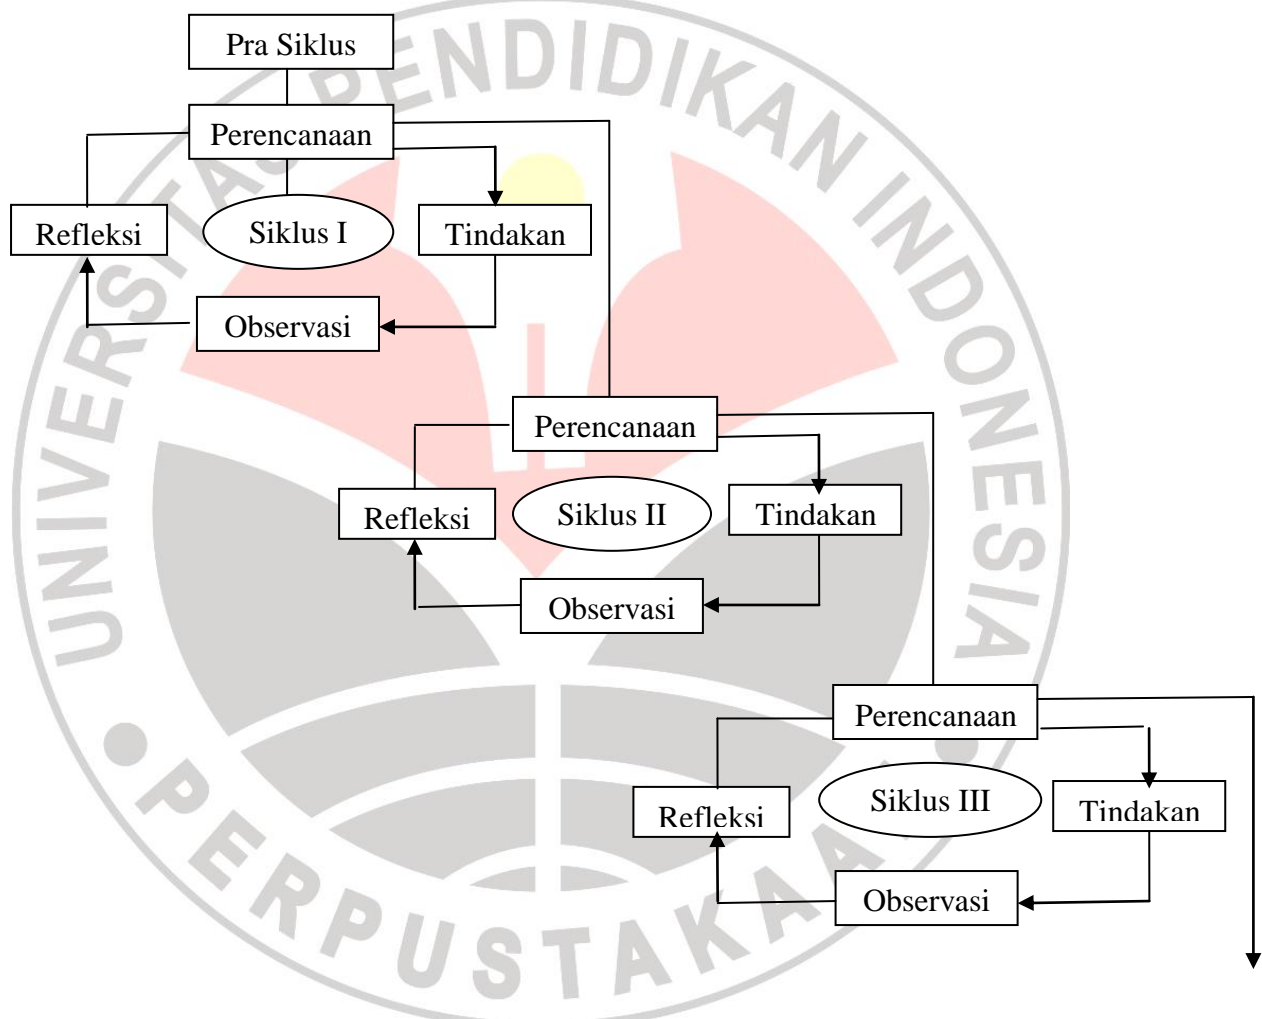 UNIVERSITAS PENDIDIKAN INDONESIA
Pra Siklus
Perencanaan
Refleksi
Siklus I
Tindakan
Observasi
Perencanaan
Refleksi
Siklus II
Tindakan
Observasi
Perencanaan
Refleksi
Siklus III
Tindakan
Observasi
PERPUSTAKAAN